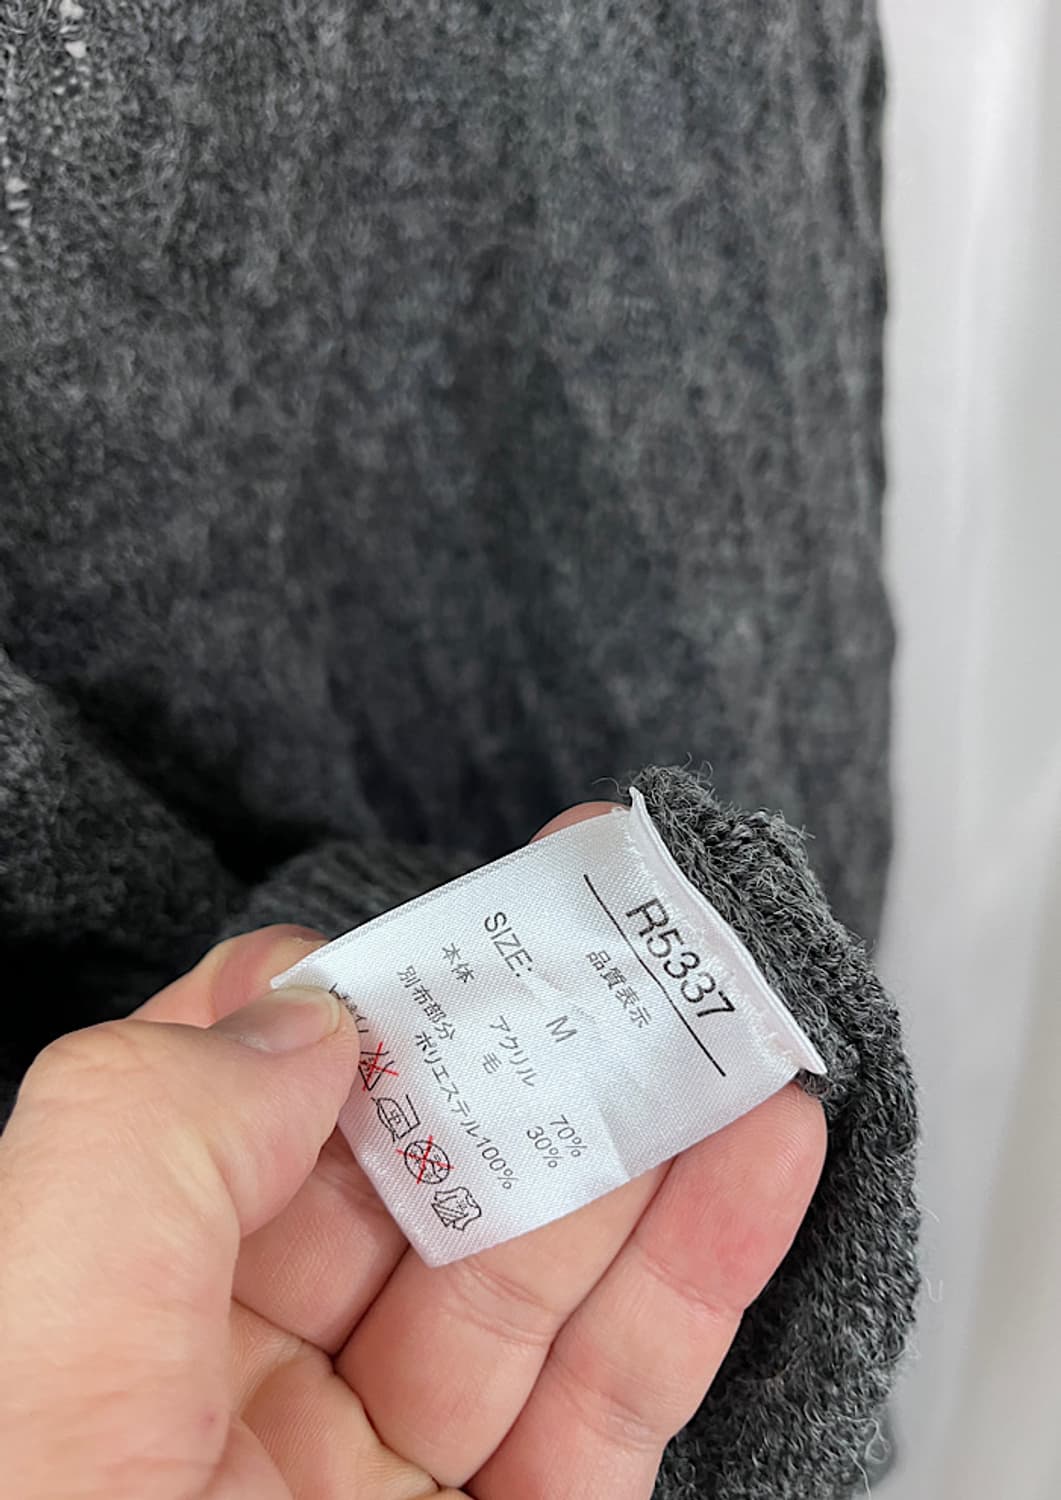 R5337
品質表示
SIZE: M
本体 アクリル 70%
毛 30%
別布部分
ポリエステル100%